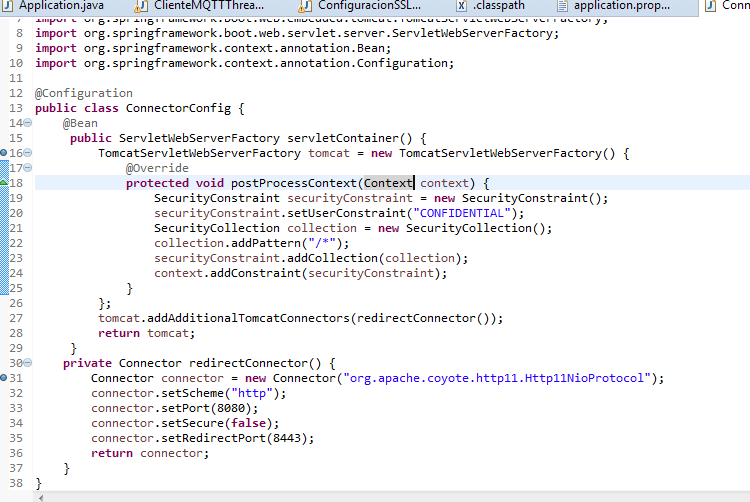 Application.java ClienteMQTTThrea... ConfiguracionSSL... .classpath application.prop... Conn
7 import org.springframework.boot.web.embedded.tomcat.TomcatServletWebServerFactory;
8 import org.springframework.boot.web.servlet.server.ServletWebServerFactory;
9 import org.springframework.context.annotation.Bean;
10 import org.springframework.context.annotation.Configuration;
11
12 @Configuration
13 public class ConnectorConfig {
14 @Bean
15 public ServletWebServerFactory servletContainer() {
16 TomcatServletWebServerFactory tomcat = new TomcatServletWebServerFactory() {
17 @Override
18 protected void postProcessContext(Context context) {
19 SecurityConstraint securityConstraint = new SecurityConstraint();
20 securityConstraint.setUserConstraint("CONFIDENTIAL");
21 SecurityCollection collection = new SecurityCollection();
22 collection.addPattern("/*");
23 securityConstraint.addCollection(collection);
24 context.addConstraint(securityConstraint);
25 }
26 };
27 tomcat.addAdditionalTomcatConnectors(redirectConnector());
28 return tomcat;
29 }
30 private Connector redirectConnector() {
31 Connector connector = new Connector("org.apache.coyote.http11.Http11NioProtocol");
32 connector.setScheme("http");
33 connector.setPort(8080);
34 connector.setSecure(false);
35 connector.setRedirectPort(8443);
36 return connector;
37 }
38 }